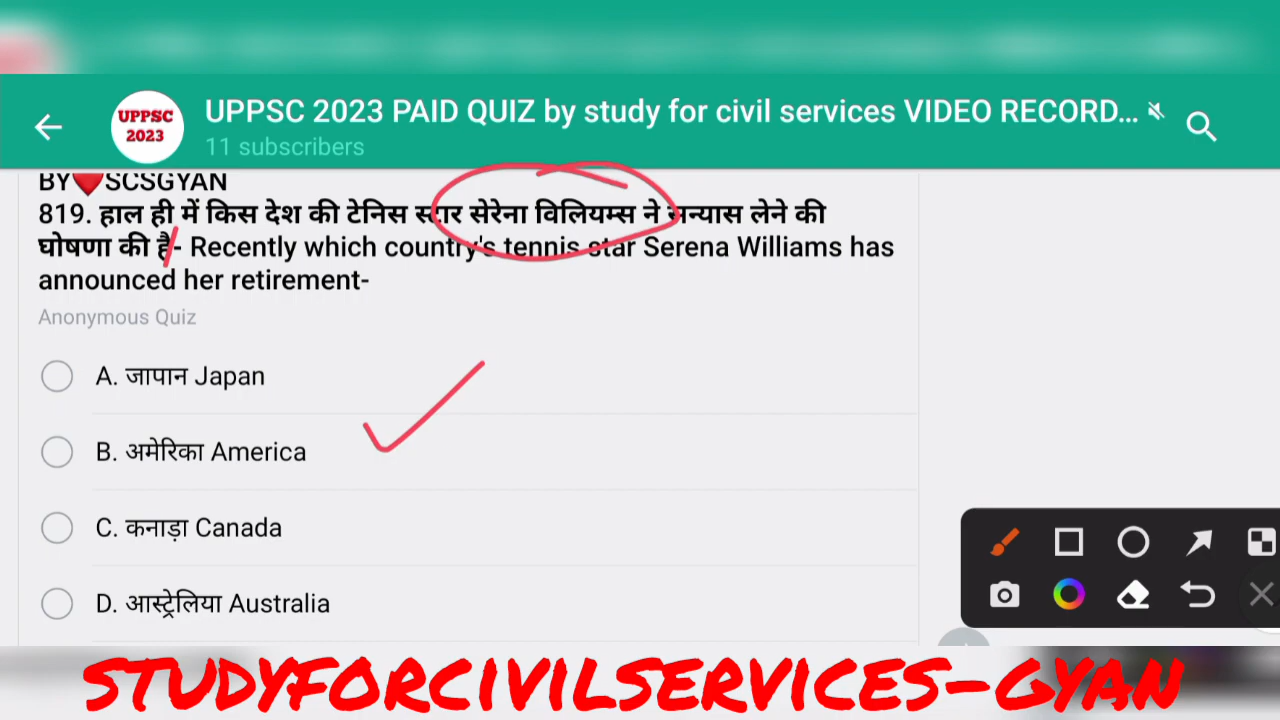 UPPSC
2023
UPPSC 2023 PAID QUIZ by study for civil services VIDEO RECORD...
11 subscribers
BY❤️SCSGYAN
819. हाल ही में किस देश की टेनिस स्टार सेरेना विलियम्स ने सन्यास लेने की
घोषणा की है- Recently which country's tennis star Serena Williams has
announced her retirement-
Anonymous Quiz
A. जापान Japan
B. अमेरिका America
C. कनाड़ा Canada
D. आस्ट्रेलिया Australia
STUDYFORCIVILSERVICES-GYAN